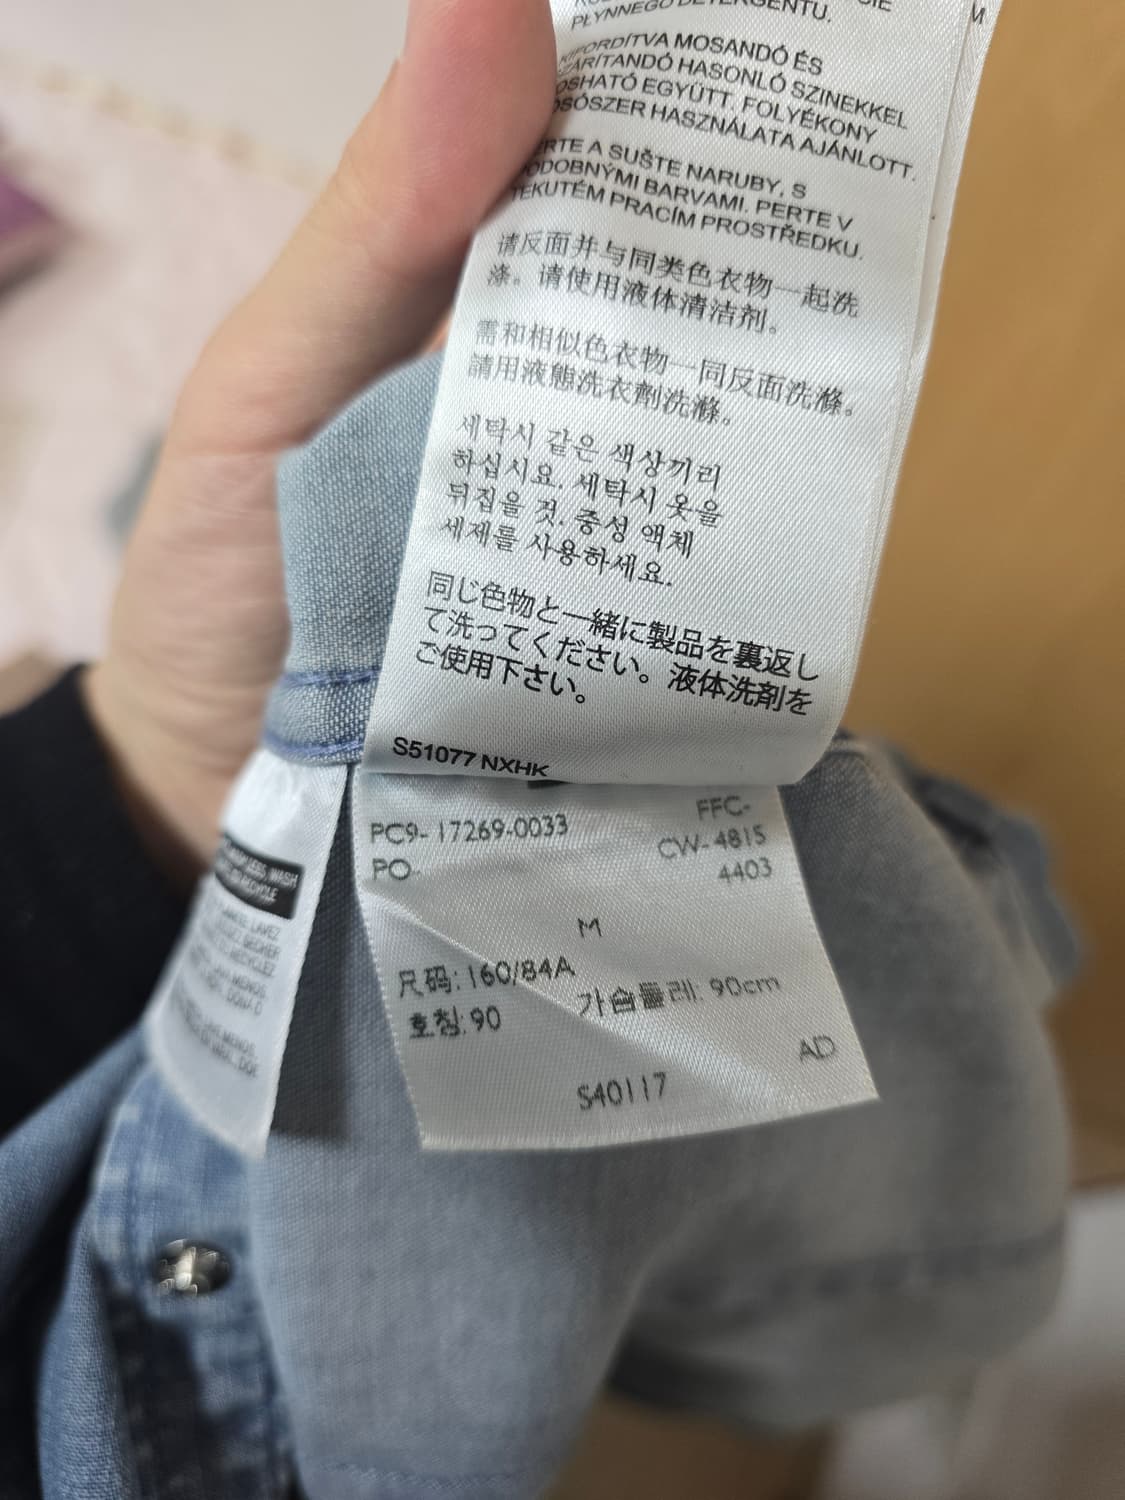 PŁYNNEGO DETERGENTU.
M
MOSANDÓ ÉS
HASONLÓ SZINEKKEL
EGYÜTT. FOLYÉKONY
HASZNÁLATA AJÁNLOTT.
A SUŠTE NARUBY, S
BARVAMI. PERTE V
TEKUTÉM PRACÍM PROSTŘEDKU.
请反面并与同类色衣物一起洗
涤。请使用液体清洁剂。
需和相似色衣物一同反面洗滌。
請用液態洗衣劑洗滌。
세탁시 같은 색상끼리
하십시요. 세탁시 옷을
뒤집을 것. 중성 액체
세제를 사용하세요.
同じ色物と一緒に製品を裏返し
て洗ってください。液体洗剤を
ご使用下さい。
S51077 NXHK
PC9-17269-0033
PO-
FFC-
CW-4815
4403
M
尺码: 160/84A
호칭: 90
가슴둘레: 90cm
AD
S40117
WASH
RECYCLE
LAVEZ